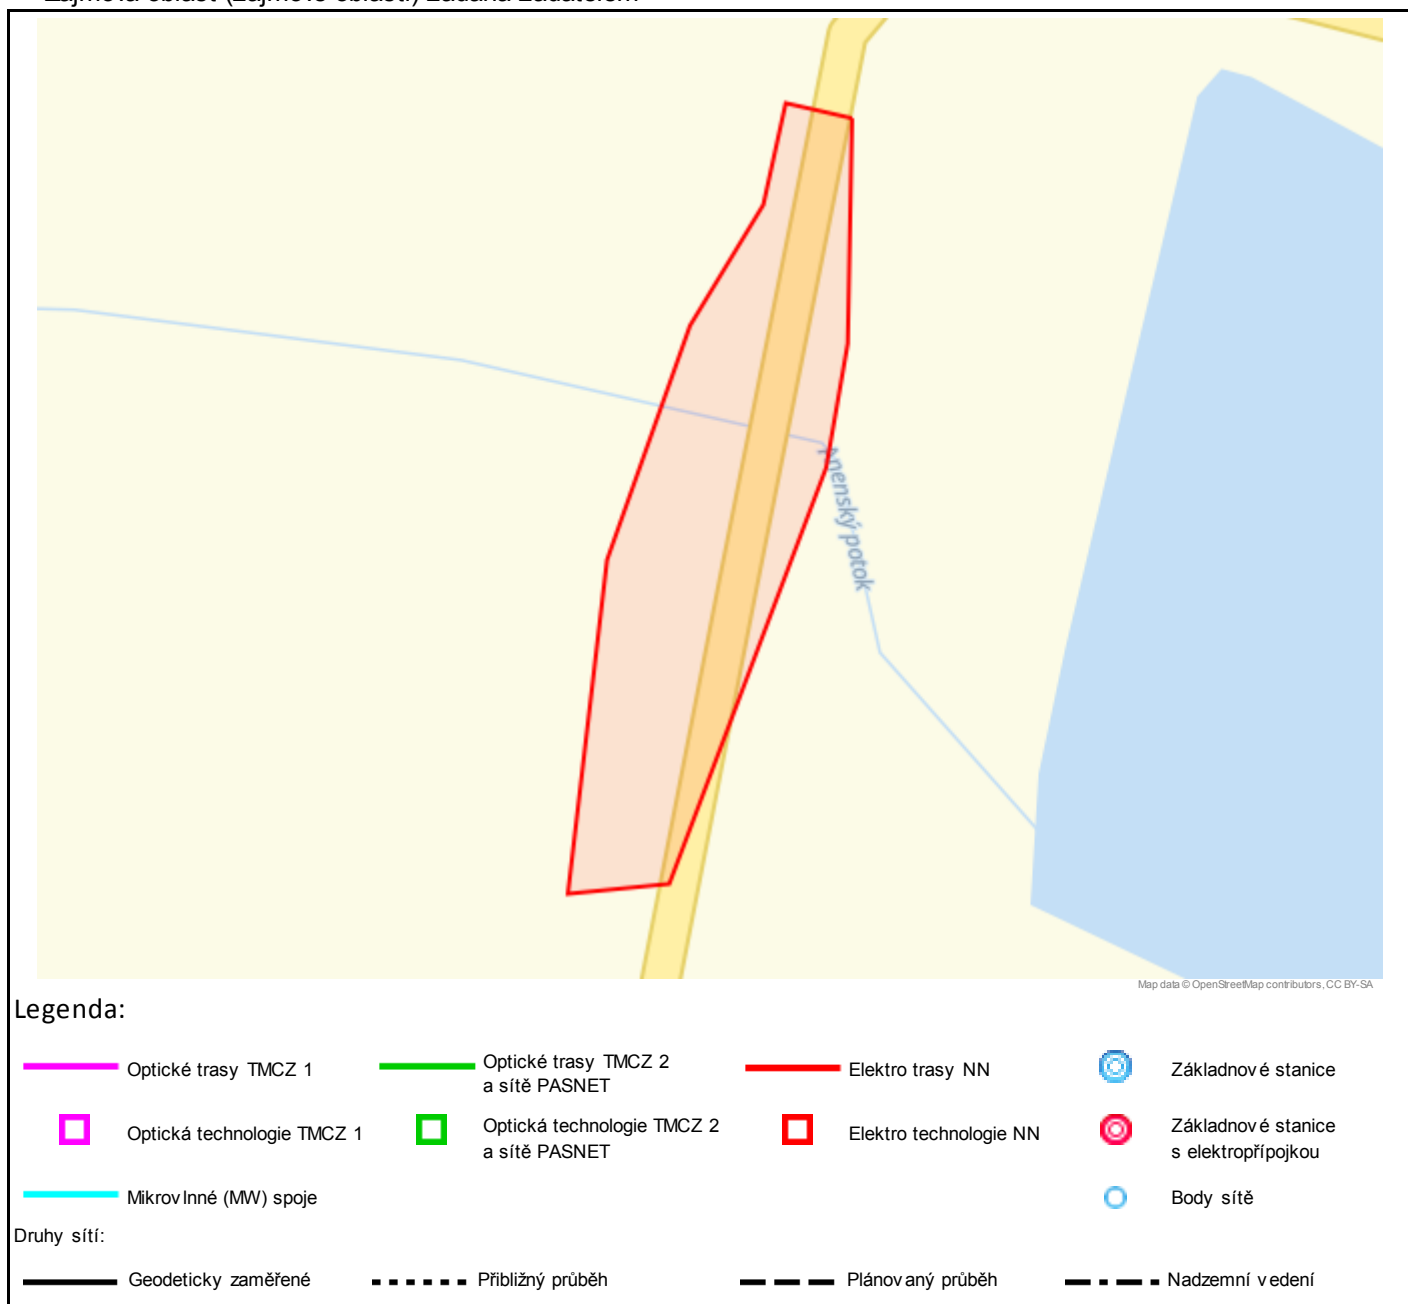 Zájmová oblast (zájmové oblasti) zadaná žadatelem
potok
Map data © OpenStreetMap contributors, CC BY-SA
Legenda:
Optické trasy TMCZ 1
Optické trasy TMCZ 2
a sítě PASNET
Elektro trasy NN
Základnové stanice
Optická technologie TMCZ 1
Optická technologie TMCZ 2
a sítě PASNET
Elektro technologie NN
Základnové stanice
s elektropřípojkou
Mikrovlnné (MW) spoje
Body sítě
Druhy sítí:
Geodeticky zaměřené
Přibližný průběh
Plánovaný průběh
Nadzemní vedení